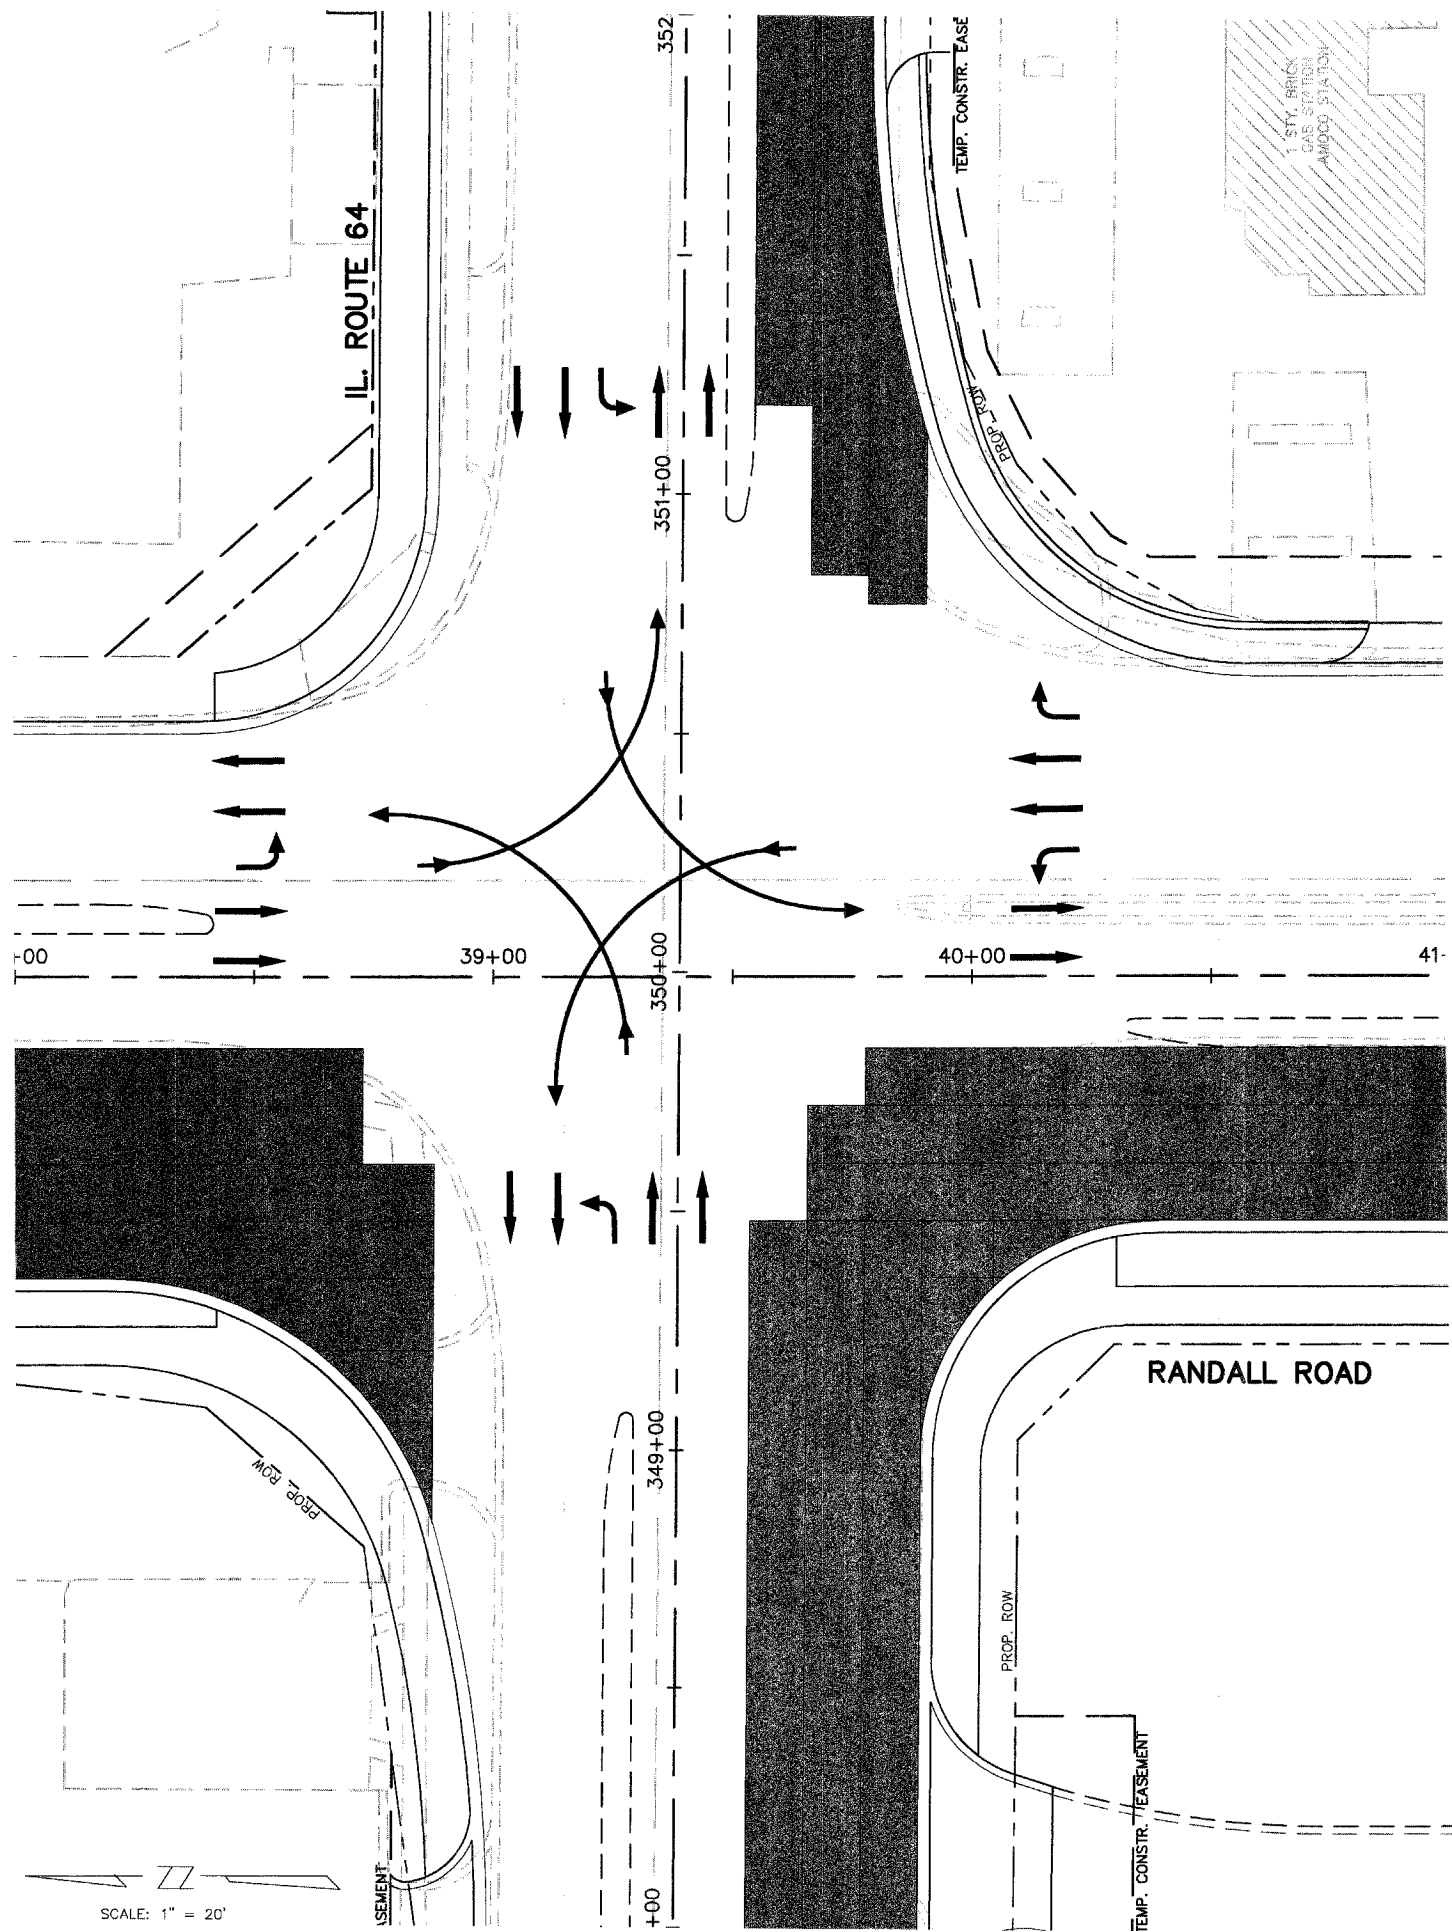 352
TEMP. CONSTR. EASE
1 STY. BRICK
GAS STATION
AMOCO STATION
IL. ROUTE 64
PROP. ROW
351+00
+00
39+00
350+00
40+00
41-
RANDALL ROAD
349+00
PROP. ROW
PROP. ROW
TEMP. CONSTR. EASEMENT
ASEMENT
+00
SCALE: 1" = 20'